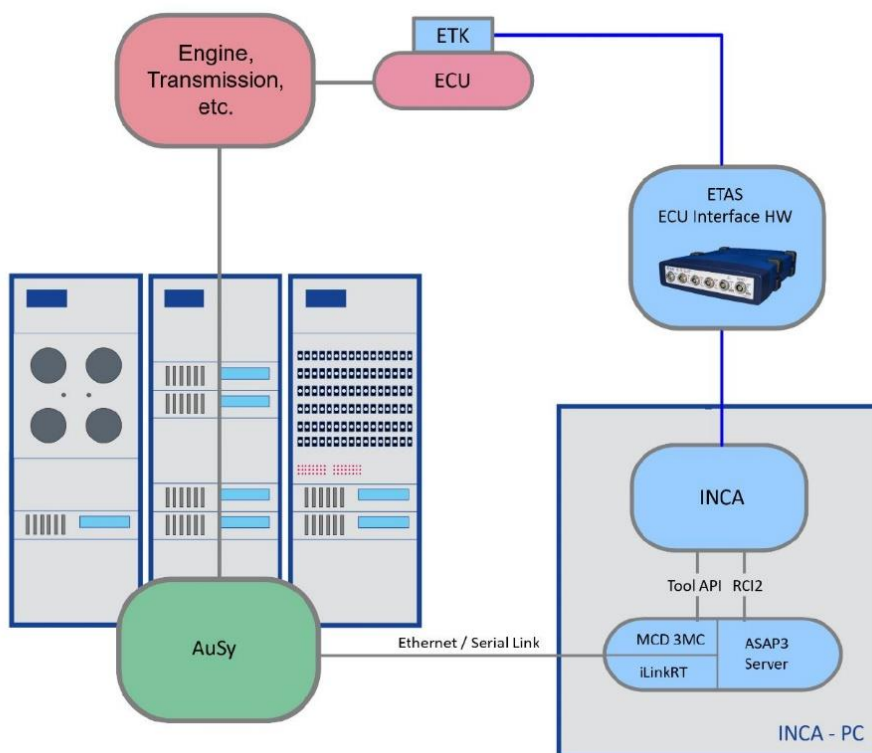 Engine,
Transmission,
etc.
ETK
ECU
ETAS
ECU Interface HW
INCA
Tool API
RCI2
MCD 3MC
iLinkRT
ASAP3
Server
AuSy
Ethernet / Serial Link
INCA - PC